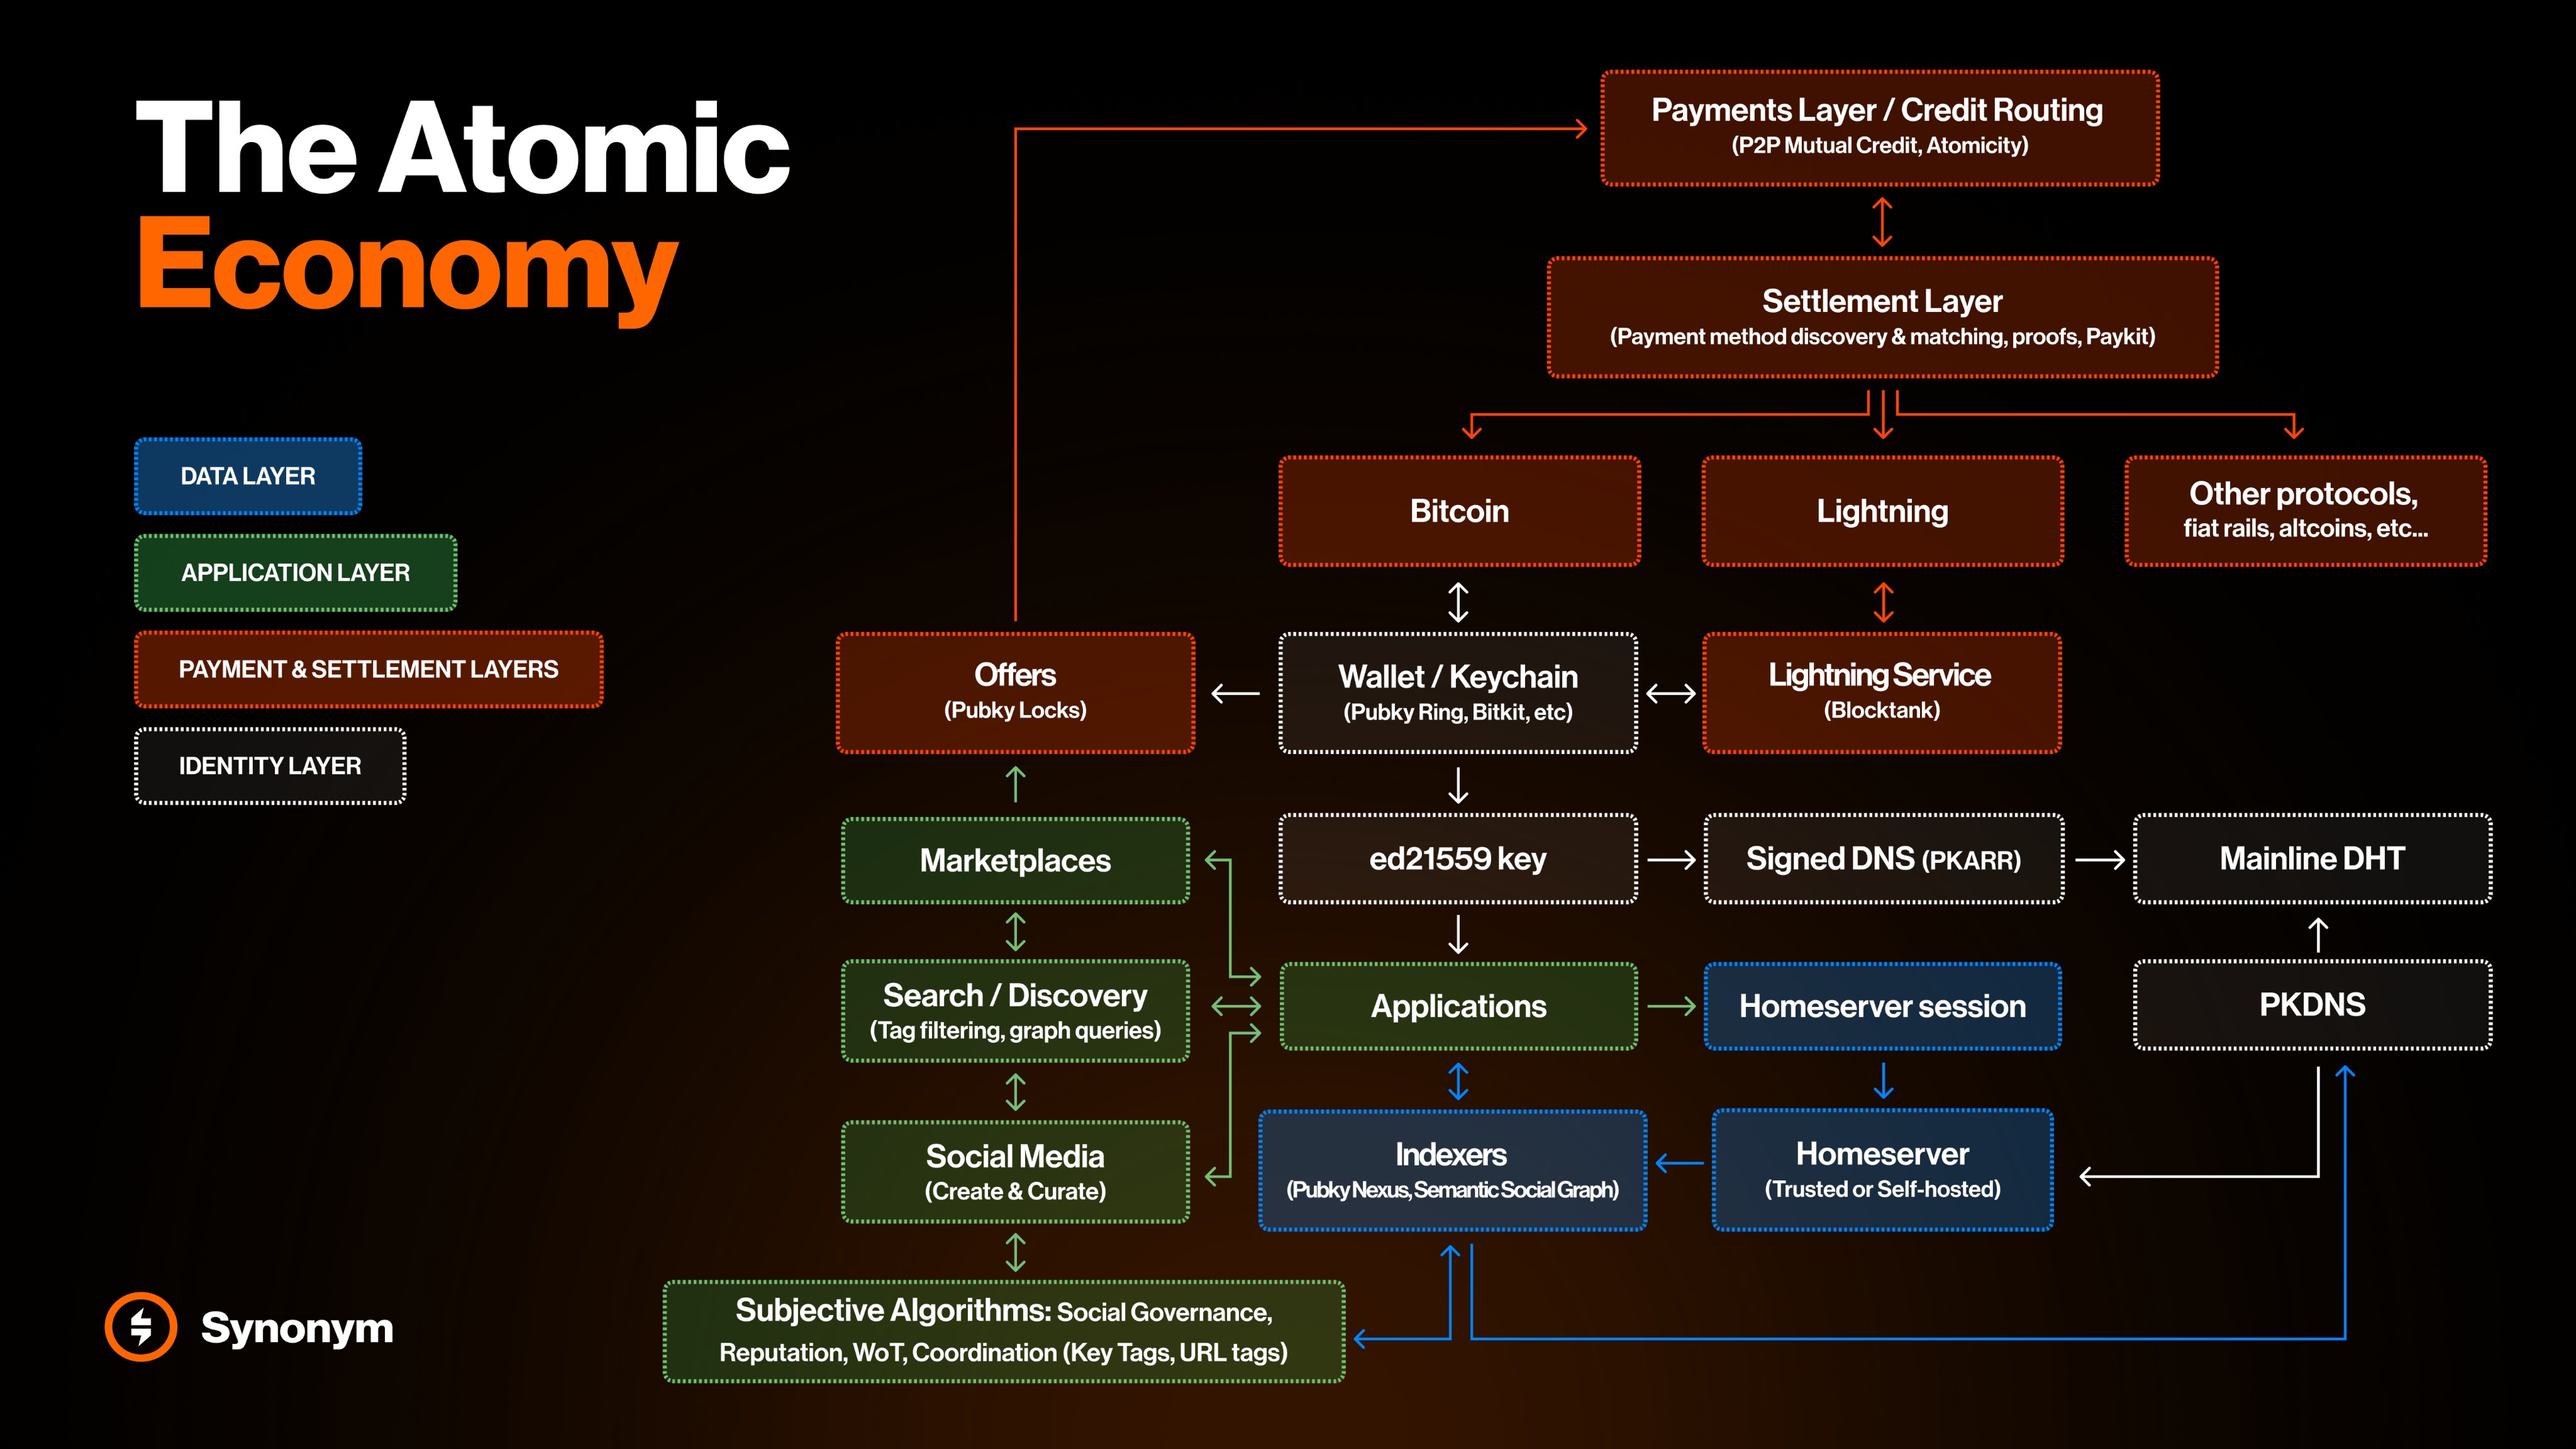 The Atomic
Economy
DATA LAYER
APPLICATION LAYER
PAYMENT & SETTLEMENT LAYERS
IDENTITY LAYER
Payments Layer / Credit Routing
(P2P Mutual Credit, Atomicity)
Settlement Layer
(Payment method discovery & matching, proofs, Paykit)
Bitcoin
Lightning
Other protocols,
fiat rails, altcoins, etc...
Offers
(Pubky Locks)
Wallet / Keychain
(Pubky Ring, Bitkit, etc)
Lightning Service
(Blocktank)
Marketplaces
ed21559 key
Signed DNS (PKARR)
Mainline DHT
Search / Discovery
(Tag filtering, graph queries)
Applications
Homeserver session
PKDNS
Social Media
(Create & Curate)
Indexers
(Pubky Nexus, Semantic Social Graph)
Homeserver
(Trusted or Self-hosted)
Subjective Algorithms: Social Governance,
Reputation, WoT, Coordination (Key Tags, URL tags)
Synonym